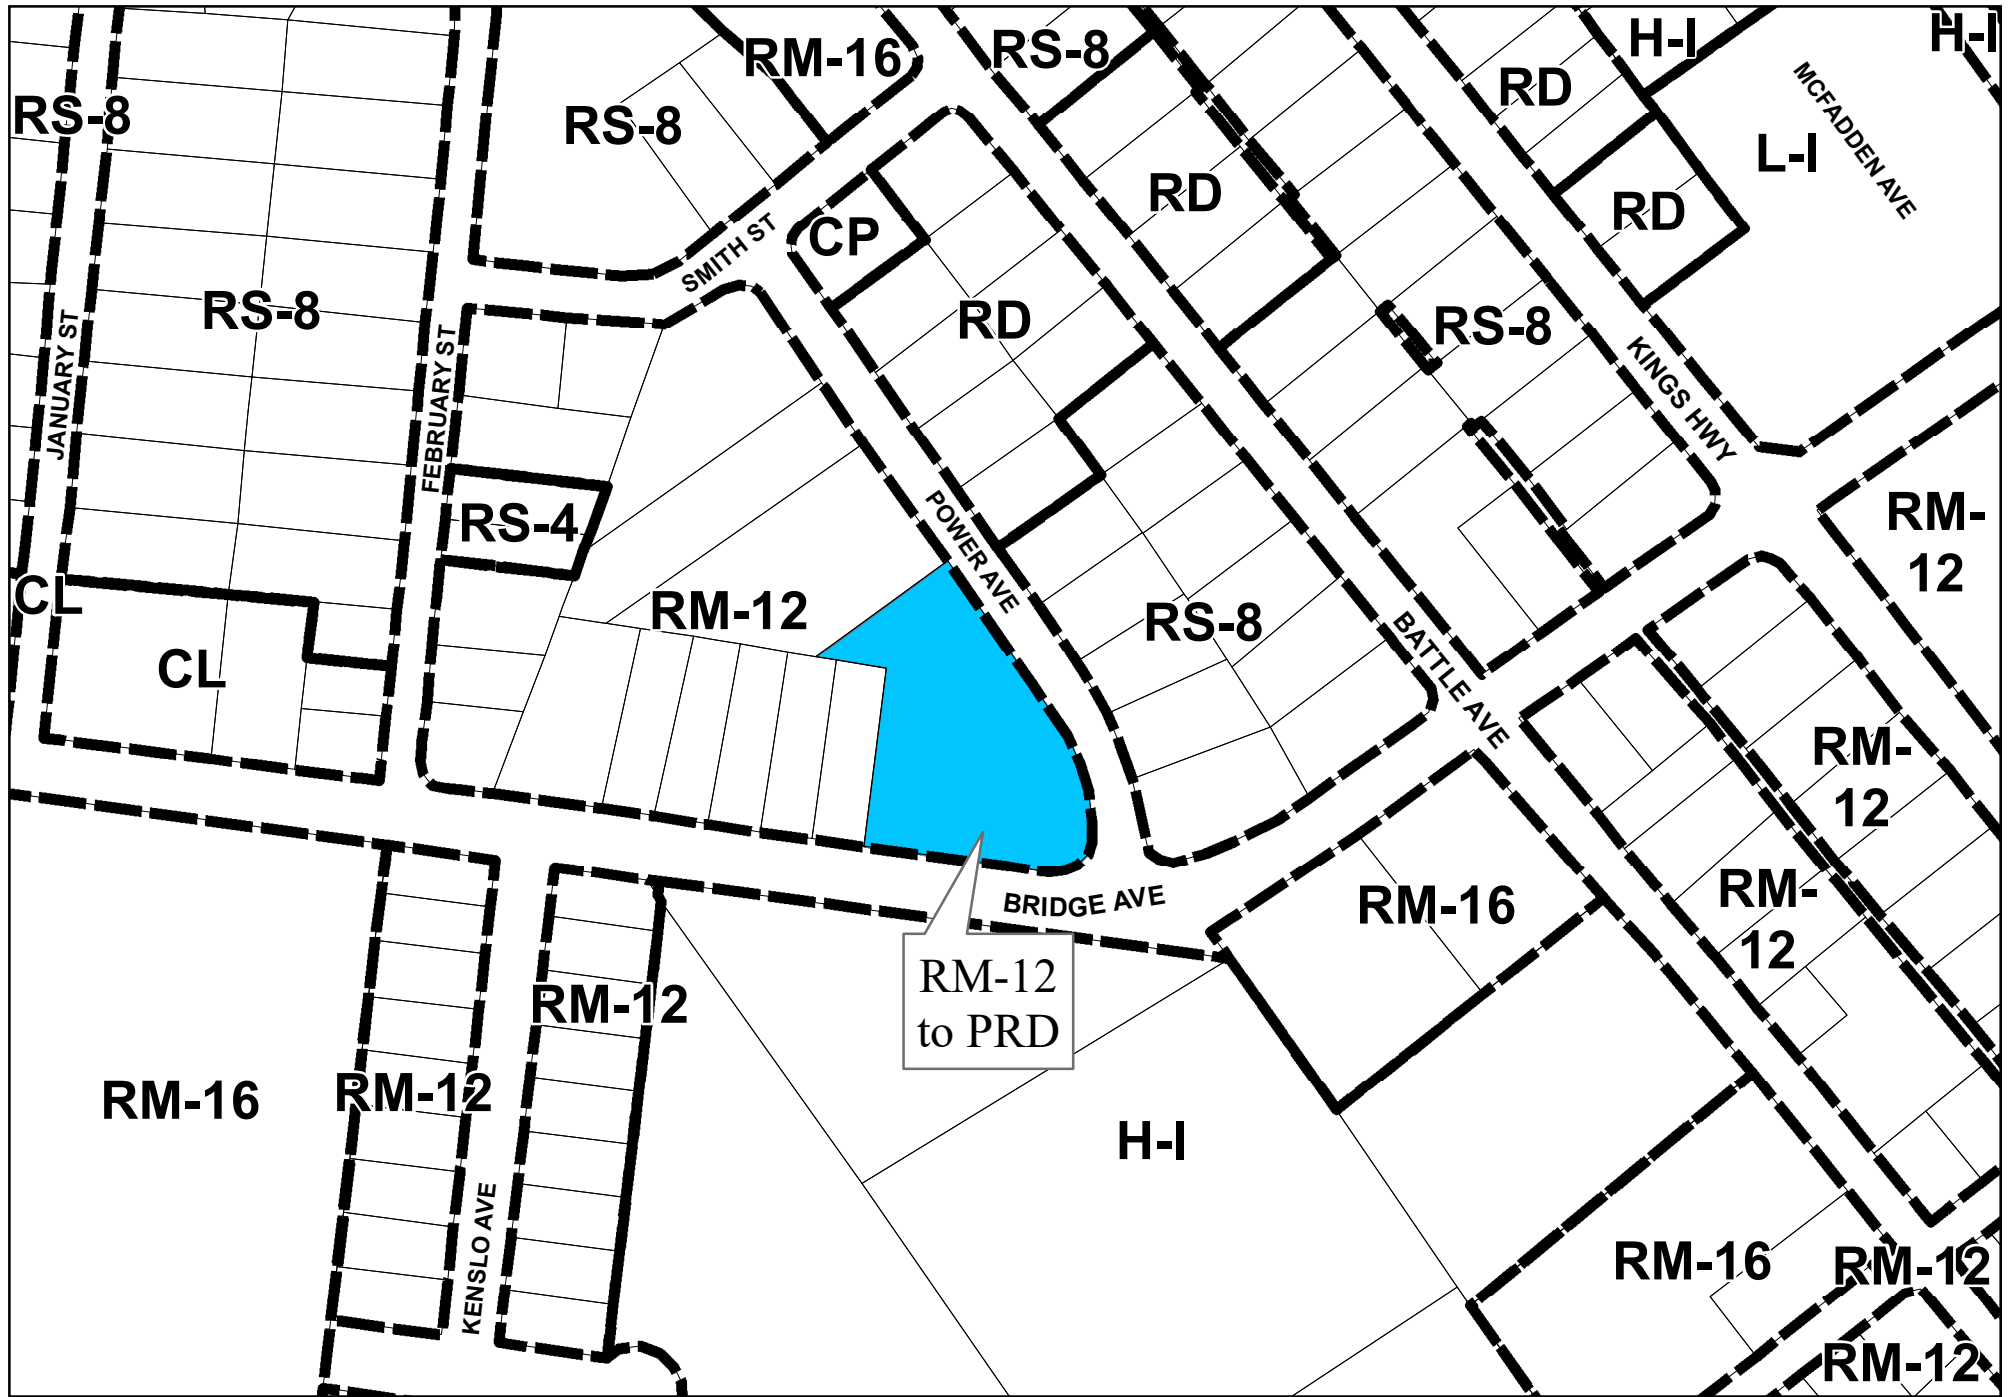 RM-16
RS-8
H-I
H-I
RS-8
RS-8
RD
MCFADDEN AVE
L-I
RD
RD
CP
SMITH ST
RS-8
RD
RS-8
JANUARY ST
FEBRUARY ST
KINGS HWY
RS-4
POWER AVE
RM-
12
CL
RM-12
RS-8
BATTLE AVE
CL
RM-
12
RM-
12
BRIDGE AVE
RM-16
RM-12
to PRD
RM-12
RM-16
RM-12
H-I
KENSLO AVE
RM-16
RM-12
RM-12